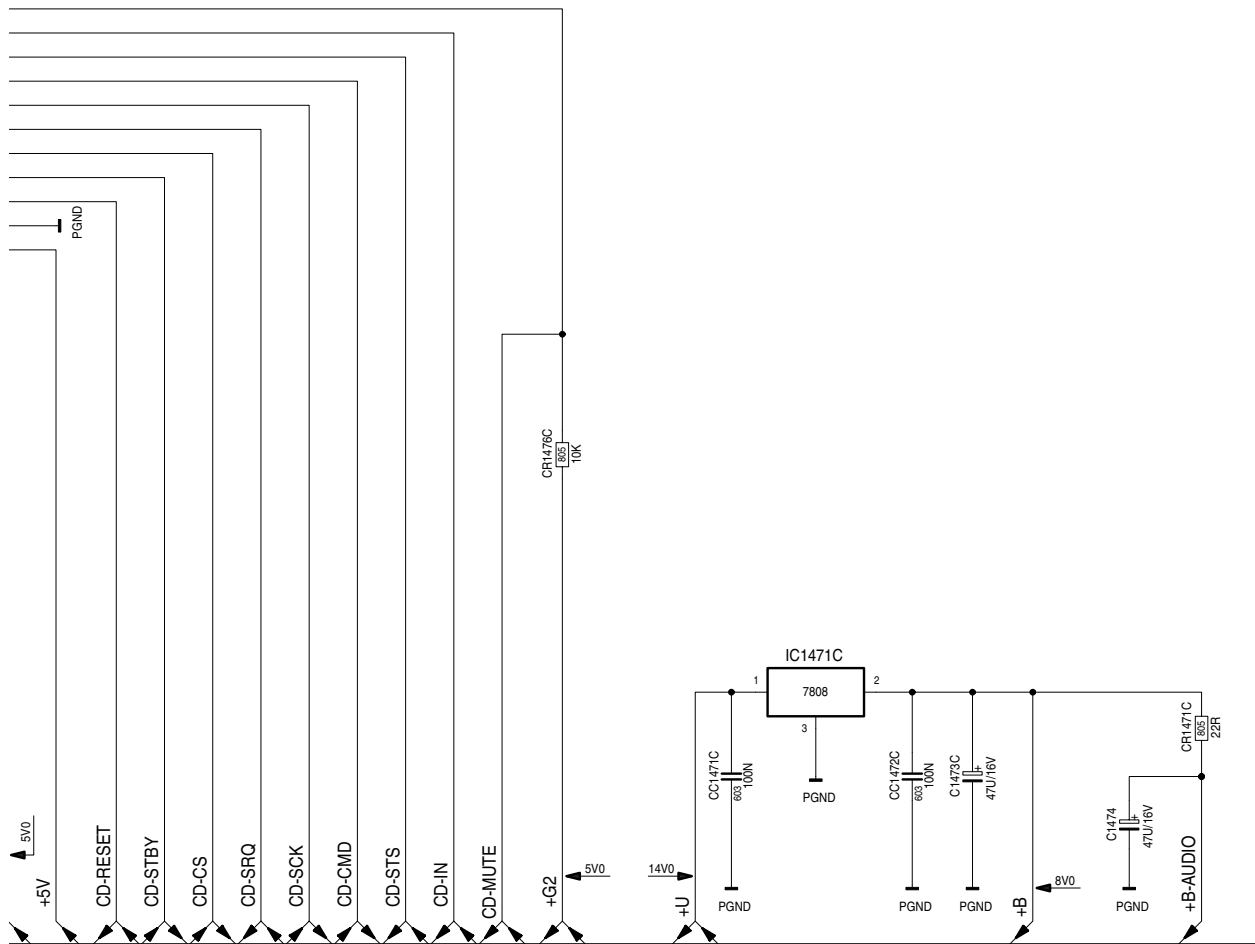 PGND
CR1476C
805
10K
IC1471C
1
7808
2
3
PGND
CC1471C
603
100N
CC1472C
603
100N
C1473C
+
47U/16V
CR1471C
805
22R
C1474
+
47U/16V
5V0
+5V
CD-RESET
CD-STBY
CD-CS
CD-SRQ
CD-SCK
CD-CMD
CD-STS
CD-IN
CD-MUTE
+G2
5V0
14V0
+U
PGND
PGND
PGND
+B
8V0
PGND
+B-AUDIO